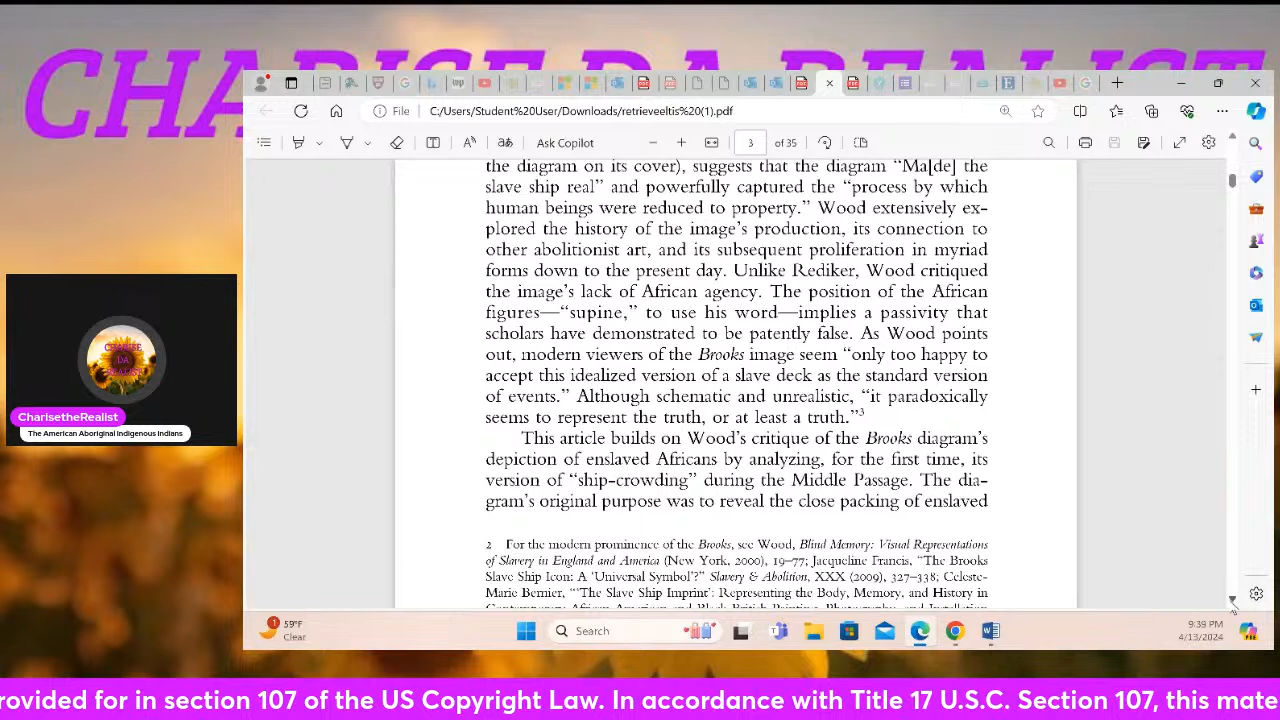 CHARISE DA REALIST
File
C:/Users/Student%20User/Downloads/retrieveeltis%20(1).pdf
Ask Copilot
3
of 35
the diagram on its cover), suggests that the diagram “Ma[de] the
slave ship real” and powerfully captured the “process by which
human beings were reduced to property.” Wood extensively ex-
plored the history of the image’s production, its connection to
other abolitionist art, and its subsequent proliferation in myriad
forms down to the present day. Unlike Rediker, Wood critiqued
the image’s lack of African agency. The position of the African
figures—“supine,” to use his word—implies a passivity that
scholars have demonstrated to be patently false. As Wood points
out, modern viewers of the Brooks image seem “only too happy to
accept this idealized version of a slave deck as the standard version
of events.” Although schematic and unrealistic, “it paradoxically
seems to represent the truth, or at least a truth.”3
This article builds on Wood’s critique of the Brooks diagram’s
depiction of enslaved Africans by analyzing, for the first time, its
version of “ship-crowding” during the Middle Passage. The dia-
gram’s original purpose was to reveal the close packing of enslaved
2 For the modern prominence of the Brooks, see Wood, Blind Memory: Visual Representations
of Slavery in England and America (New York, 2000), 19–77; Jacqueline Francis, “The Brooks
Slave Ship Icon: A ‘Universal Symbol’?” Slavery & Abolition, XXX (2009), 327–338; Celeste-
Marie Bernier, “‘The Slave Ship Imprint’: Representing the Body, Memory, and History in
CHARISE
DA
REALIST
CharisetheRealist
The American Aboriginal Indigenous Indians
1
59°F
Clear
Search
9:39 PM
4/13/2024
rovided for in section 107 of the US Copyright Law. In accordance with Title 17 U.S.C. Section 107, this mate